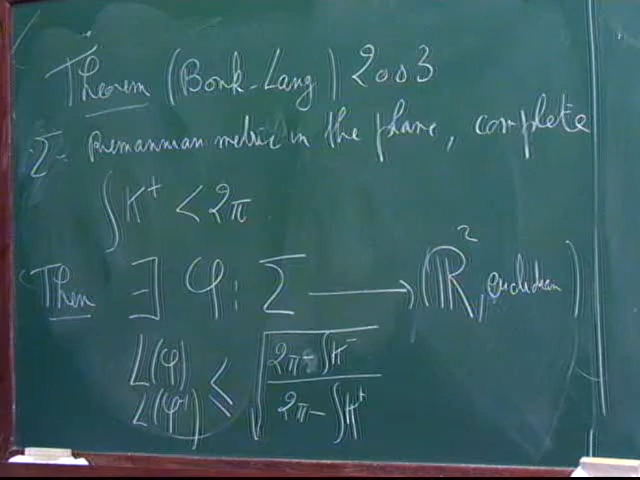 Theorem (Bonk-Lang) 2003
Σ - Riemannian metric in the plane, complete
∫K⁺ < 2π
Then ∃ φ : Σ ⟶ (ℝ², euclidean)
L(φ)
L(φ⁻¹) ≤ √((2π - ∫K⁻)/(2π - ∫K⁺))